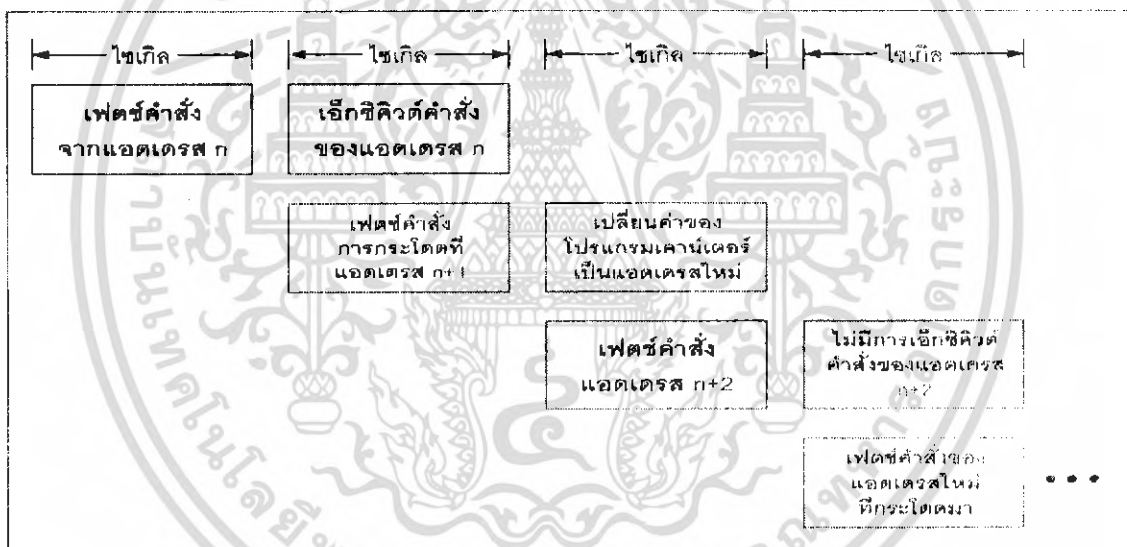 ไซเกิล ไซเกิล ไซเกิล ไซเกิล
เฟตช์คำสั่ง
จากแอดเดรส n
เอ็กซิคิวต์คำสั่ง
ของแอดเดรส n
เฟตช์คำสั่ง
การกระโดดที่
แอดเดรส n+1
เปลี่ยนค่าของ
โปรแกรมเคาน์เตอร์
เป็นแอดเดรสใหม่
เฟตช์คำสั่ง
แอดเดรส n+2
ไม่มีการเอ็กซิคิวต์
คำสั่งของแอดเดรส
n+2
เฟตช์คำสั่งของ
แอดเดรสใหม่
ที่กระโดดมา